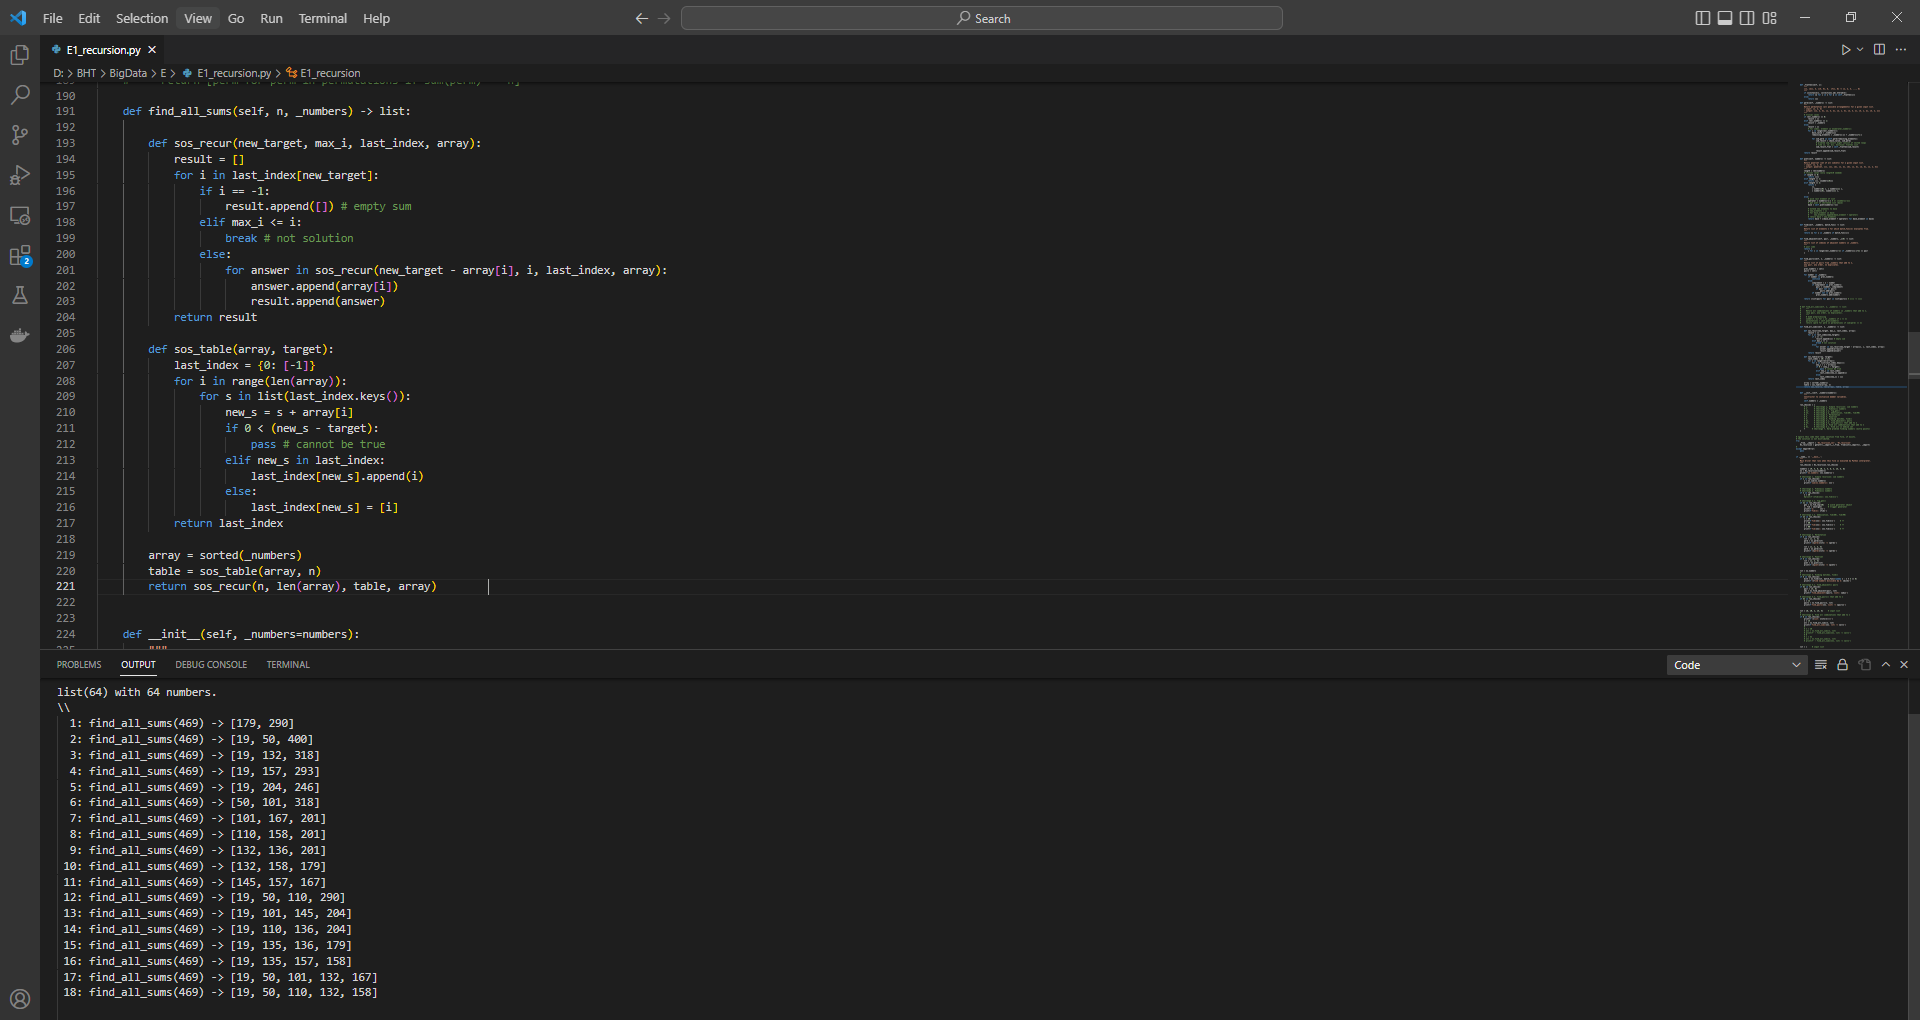 File Edit Selection View Go Run Terminal Help
Search
E1_recursion.py
D: > BHT > BigData > E > E1_recursion.py > E1_recursion
190
191 def find_all_sums(self, n, _numbers) -> list:
192
193 def sos_recur(new_target, max_i, last_index, array):
194 result = []
195 for i in last_index[new_target]:
196 if i == -1:
197 result.append([]) # empty sum
198 elif max_i <= i:
199 break # not solution
200 else:
201 for answer in sos_recur(new_target - array[i], i, last_index, array):
202 answer.append(array[i])
203 result.append(answer)
204 return result
205
206 def sos_table(array, target):
207 last_index = {0: [-1]}
208 for i in range(len(array)):
209 for s in list(last_index.keys()):
210 new_s = s + array[i]
211 if 0 < (new_s - target):
212 pass # cannot be true
213 elif new_s in last_index:
214 last_index[new_s].append(i)
215 else:
216 last_index[new_s] = [i]
217 return last_index
218
219 array = sorted(_numbers)
220 table = sos_table(array, n)
221 return sos_recur(n, len(array), table, array)
222
223
224 def __init__(self, _numbers=numbers):
2
PROBLEMS OUTPUT DEBUG CONSOLE TERMINAL
Code
list(64) with 64 numbers.
\\
1: find_all_sums(469) -> [179, 290]
2: find_all_sums(469) -> [19, 50, 400]
3: find_all_sums(469) -> [19, 132, 318]
4: find_all_sums(469) -> [19, 157, 293]
5: find_all_sums(469) -> [19, 204, 246]
6: find_all_sums(469) -> [50, 101, 318]
7: find_all_sums(469) -> [101, 167, 201]
8: find_all_sums(469) -> [110, 158, 201]
9: find_all_sums(469) -> [132, 136, 201]
10: find_all_sums(469) -> [132, 158, 179]
11: find_all_sums(469) -> [145, 157, 167]
12: find_all_sums(469) -> [19, 50, 110, 290]
13: find_all_sums(469) -> [19, 101, 145, 204]
14: find_all_sums(469) -> [19, 110, 136, 204]
15: find_all_sums(469) -> [19, 135, 136, 179]
16: find_all_sums(469) -> [19, 135, 157, 158]
17: find_all_sums(469) -> [19, 50, 101, 132, 167]
18: find_all_sums(469) -> [19, 50, 110, 132, 158]